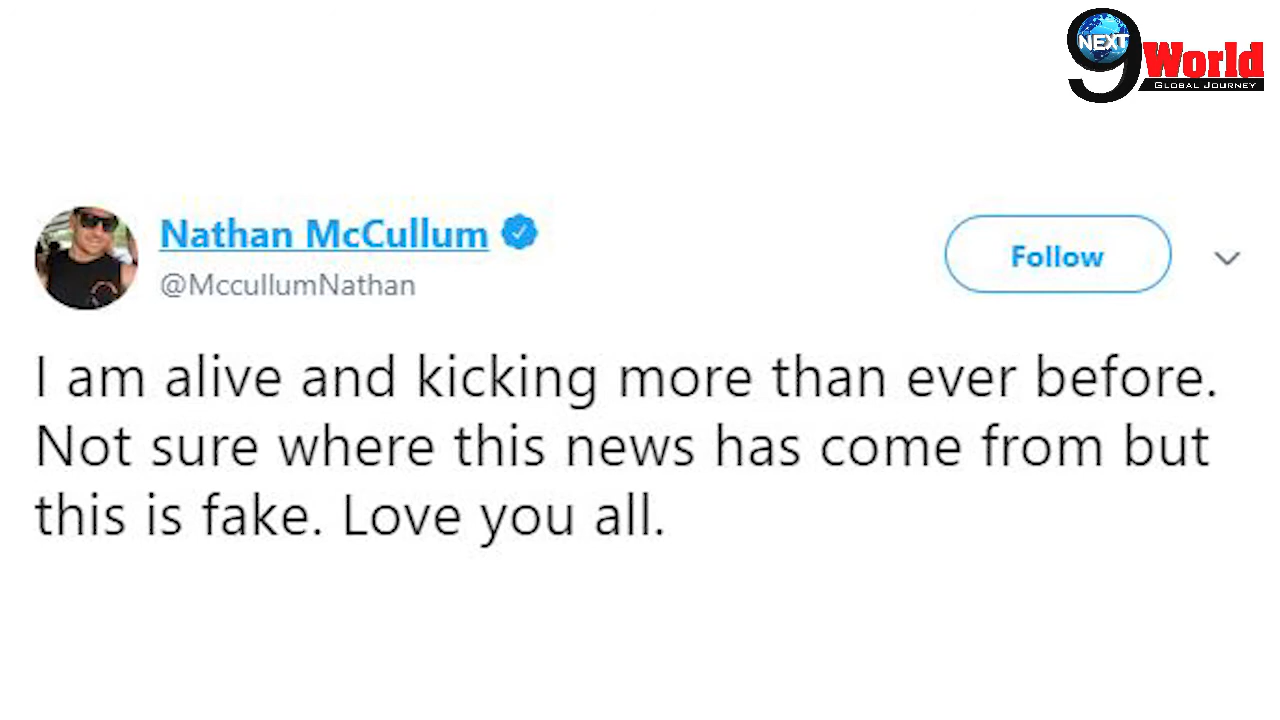 NEXT
9 World
GLOBAL JOURNEY
Nathan McCullum
@MccullumNathan
Follow
I am alive and kicking more than ever before.
Not sure where this news has come from but
this is fake. Love you all.